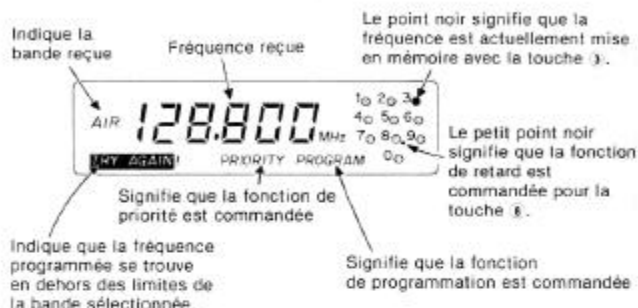 Indique la
bande reçue
Fréquence reçue
Le point noir signifie que la
fréquence est actuellement mise
en mémoire avec la touche ③.
AIR 128.800 MHz
1 2 3
4 5 6
7 8 9
0
TRY AGAIN! PRIORITY PROGRAM
Le petit point noir
signifie que la fonction
de retard est
commandée pour la
touche ⑧.
Signifie que la fonction de
priorité est commandée
Indique que la fréquence
programmée se trouve
en dehors des limites de
la bande sélectionnée
Signifie que la fonction
de programmation est commandée